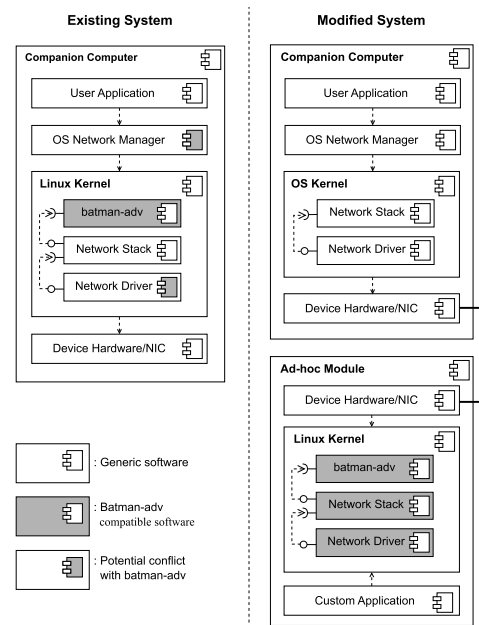 Existing System
Companion Computer
User Application
OS Network Manager
Linux Kernel
batman-adv
Network Stack
Network Driver
Device Hardware/NIC
: Generic software
: Batman-adv
compatible software
: Potential conflict
with batman-adv
Modified System
Companion Computer
User Application
OS Network Manager
OS Kernel
Network Stack
Network Driver
Device Hardware/NIC
Ad-hoc Module
Device Hardware/NIC
Linux Kernel
batman-adv
Network Stack
Network Driver
Custom Application